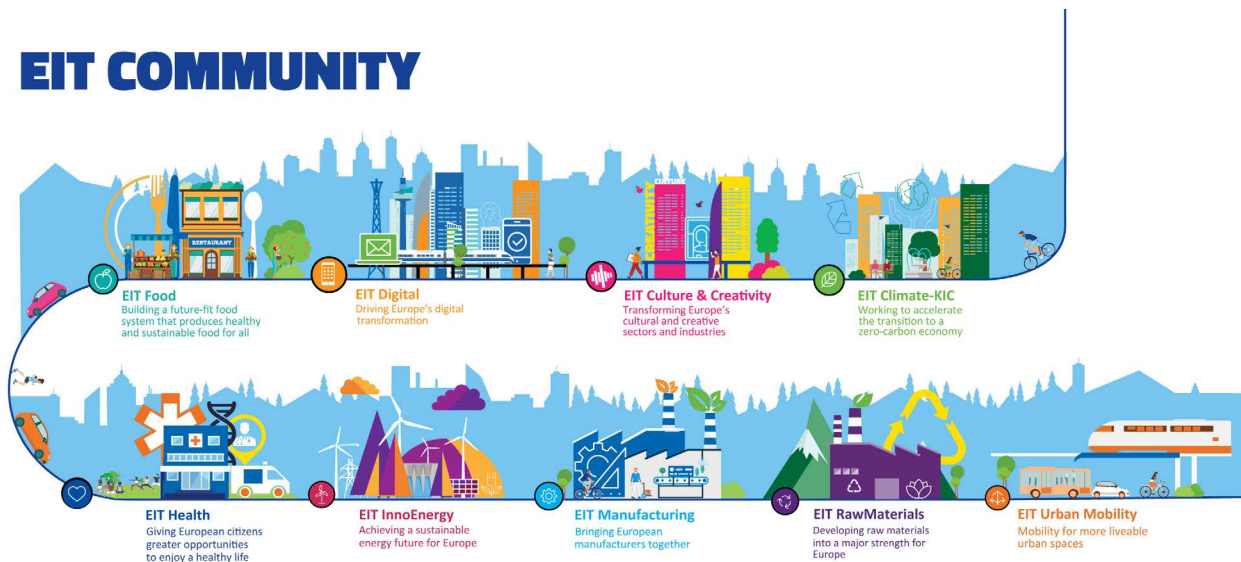 EIT COMMUNITY
CULTURE
CREATIVITY
RESTAURANT
EIT Food
Building a future-fit food
system that produces healthy
and sustainable food for all
EIT Digital
Driving Europe's digital
transformation
EIT Culture & Creativity
Transforming Europe's
cultural and creative
sectors and industries
EIT Climate-KIC
Working to accelerate
the transition to a
zero-carbon economy
EIT Health
Giving European citizens
greater opportunities
to enjoy a healthy life
EIT InnoEnergy
Achieving a sustainable
energy future for Europe
EIT Manufacturing
Bringing European
manufacturers together
EIT RawMaterials
Developing raw materials
into a major strength for
Europe
EIT Urban Mobility
Mobility for more liveable
urban spaces